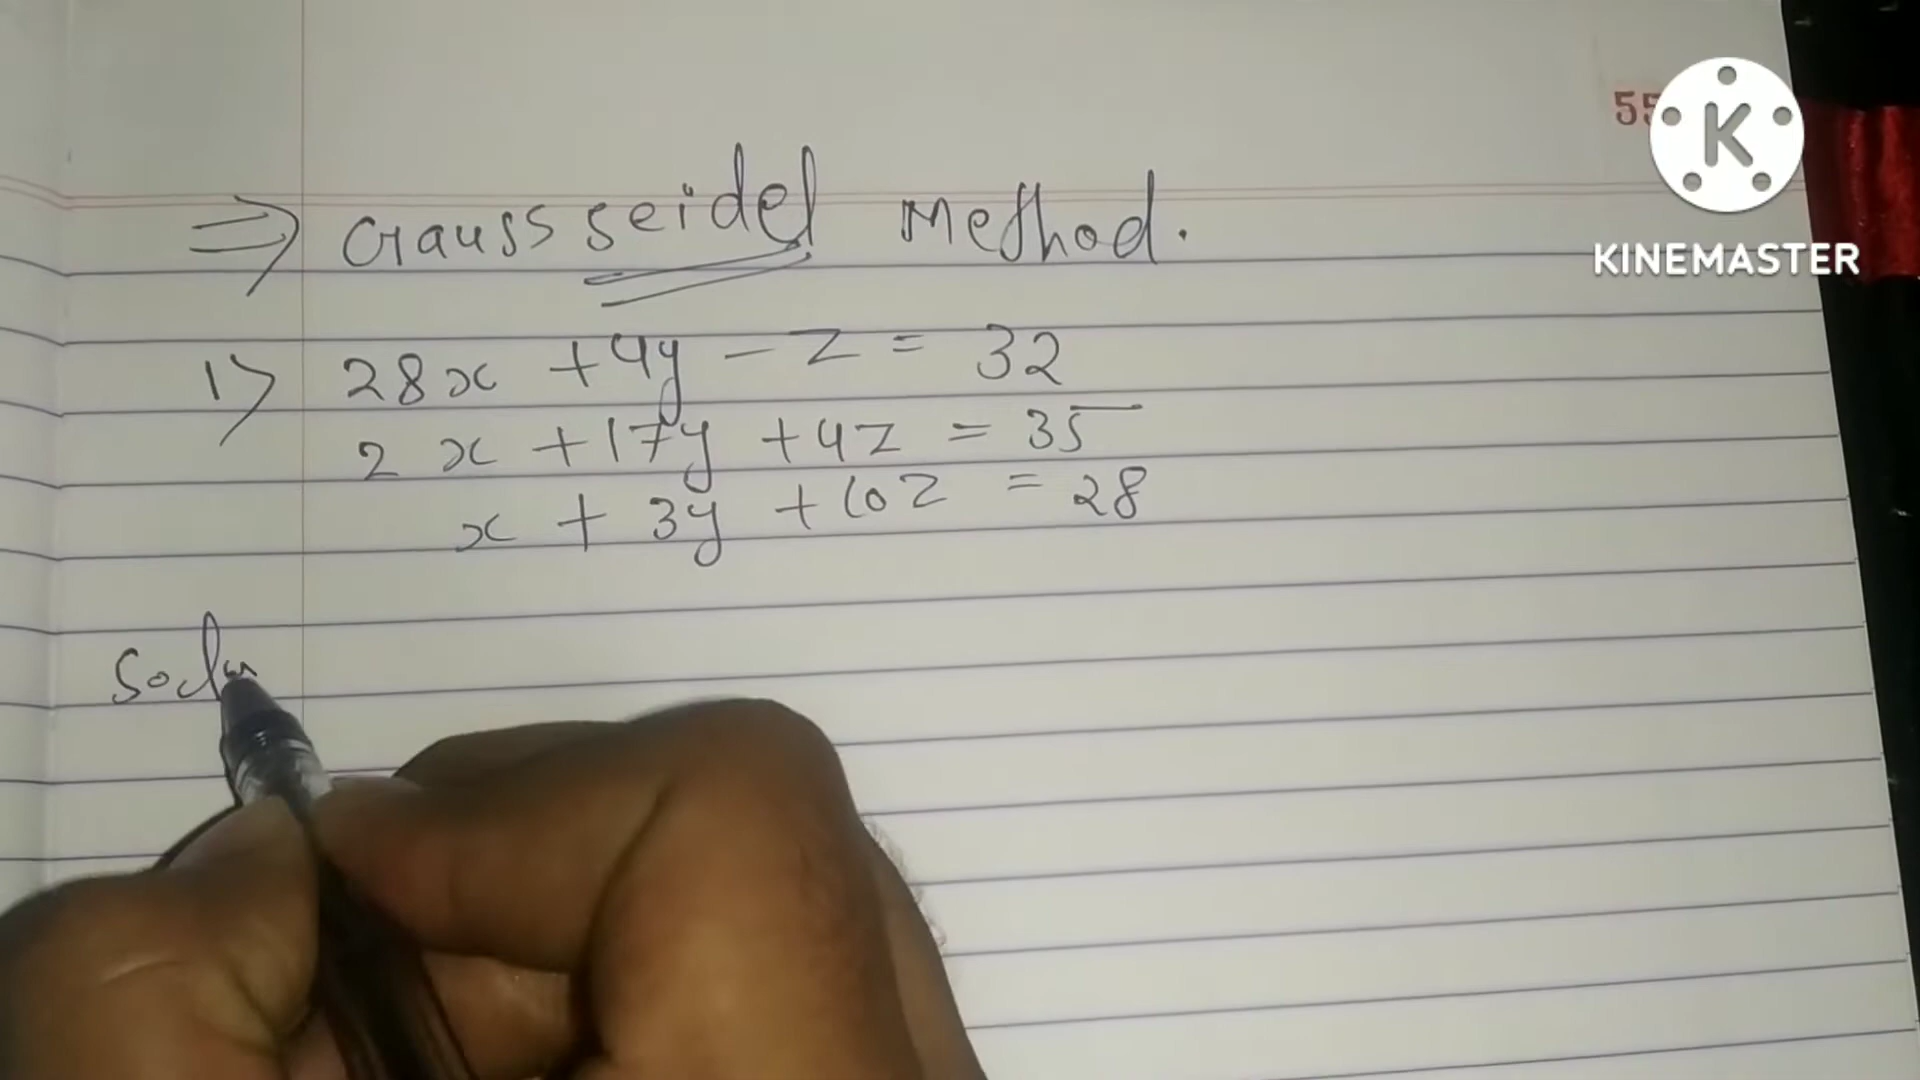 ⇒ Gauss seidel Method.
1) 28x + 4y - z = 32
2x + 17y + 4z = 35
x + 3y + 10z = 28
Soln
55
K
KINEMASTER